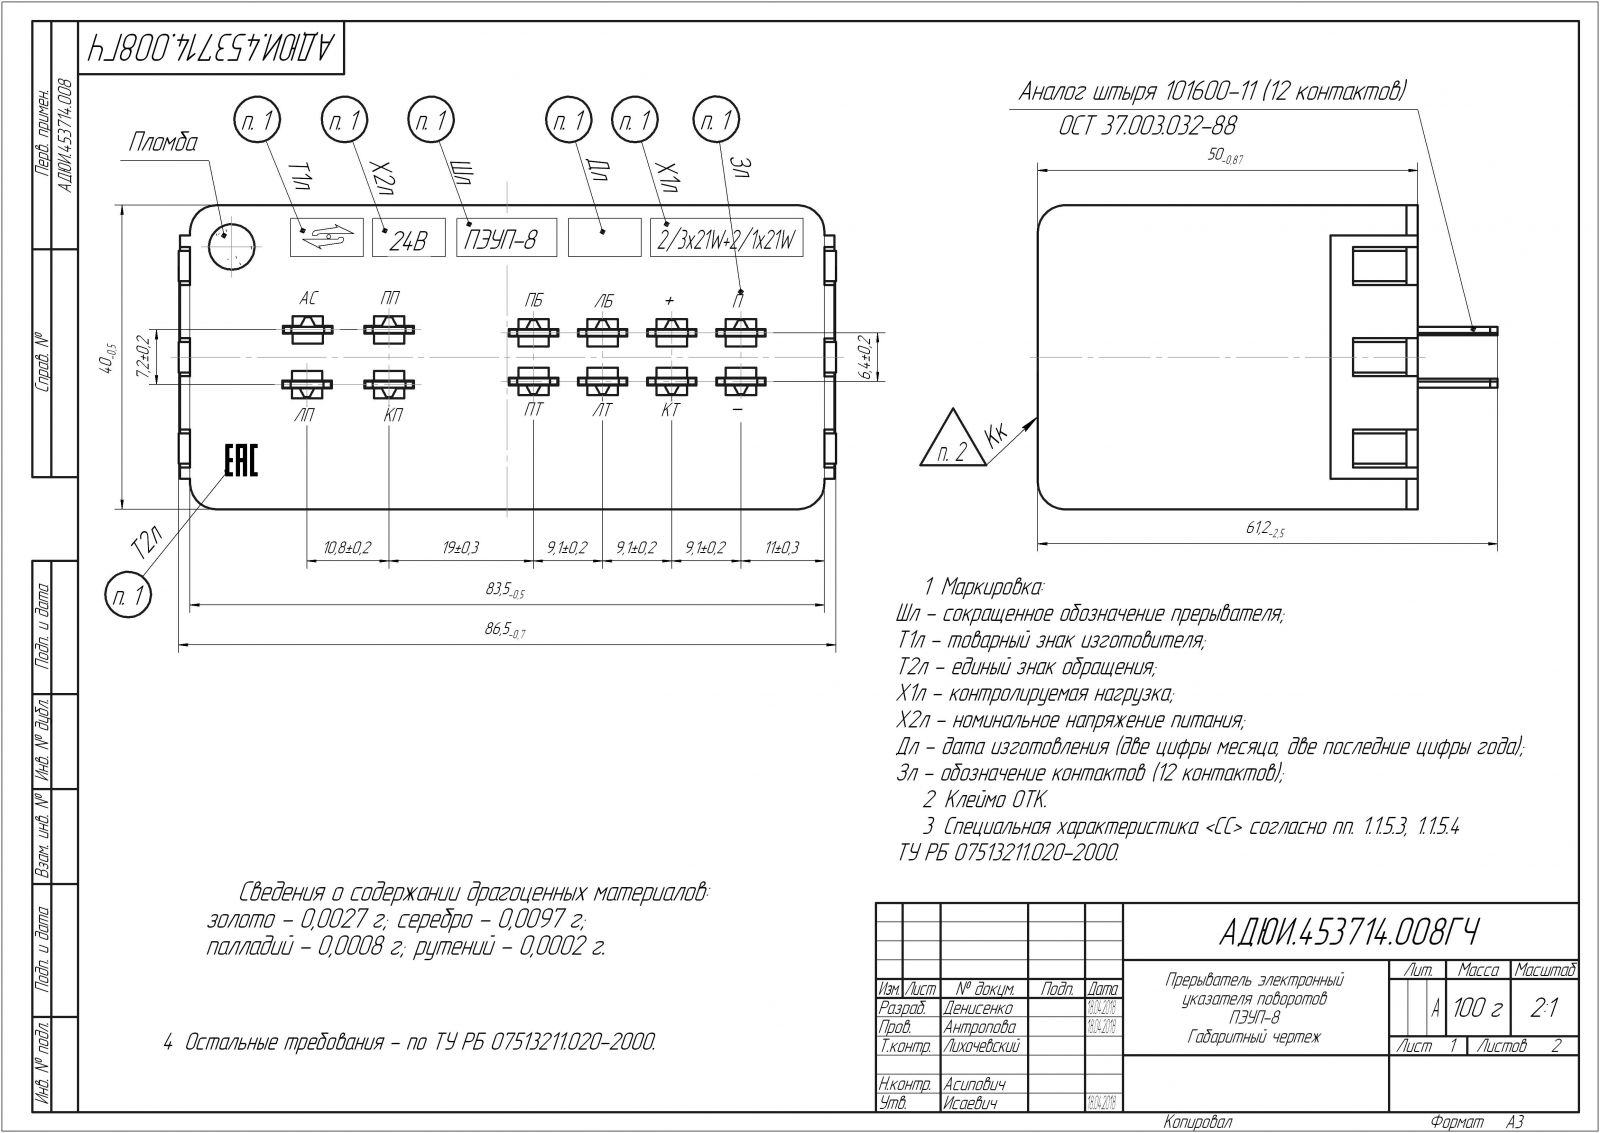 АДЮИ.453714.008ГЧ
Перв. примен.
АДЮИ.453714.008
Справ. №
Подп. и дата
Инв. № дубл.
Взам. инв. №
Подп. и дата
Инв. № подл.
Пломба
п. 1 п. 1 п. 1 п. 1 п. 1 п. 1
Т1л Х2л Шл Дл Х1л Зл
24В ПЭУП-8 2/3x21W+2/1x21W
АС ПП ПБ ЛБ + П
ЛП КП ПТ ЛТ КТ –
40-0,5
7,2±0,2
6,4±0,2
EAC
Т2л
п. 1
10,8±0,2 19±0,3 9,1±0,2 9,1±0,2 9,1±0,2 11±0,3
83,5-0,5
86,5-0,7
Аналог штыря 101600-11 (12 контактов)
ОСТ 37.003.032-88
50-0,87
п. 2
Кк
61,2-2,5
1 Маркировка:
Шл – сокращенное обозначение прерывателя;
Т1л – товарный знак изготовителя;
Т2л – единый знак обращения;
Х1л – контролируемая нагрузка;
Х2л – номинальное напряжение питания;
Дл – дата изготовления (две цифры месяца, две последние цифры года);
Зл – обозначение контактов (12 контактов);
2 Клеймо ОТК.
3 Специальная характеристика <СС> согласно пп. 1.1.5.3, 1.1.5.4
ТУ РБ 07513211.020-2000.
Сведения о содержании драгоценных материалов:
золото – 0,0027 г; серебро – 0,0097 г;
палладий – 0,0008 г; рутений – 0,0002 г.
4 Остальные требования – по ТУ РБ 07513211.020-2000.
АДЮИ.453714.008ГЧ
Изм. Лист № докум. Подп. Дата
Разраб. Денисенко 18.04.2018
Пров. Антропова 18.04.2018
Т.контр. Лихочевский
Н.контр. Асипович
Утв. Исаевич 18.04.2018
Прерыватель электронный
указателя поворотов
ПЭУП-8
Габаритный чертеж
Лит. Масса Масштаб
А 100 г 2:1
Лист 1 Листов 2
Копировал Формат А3